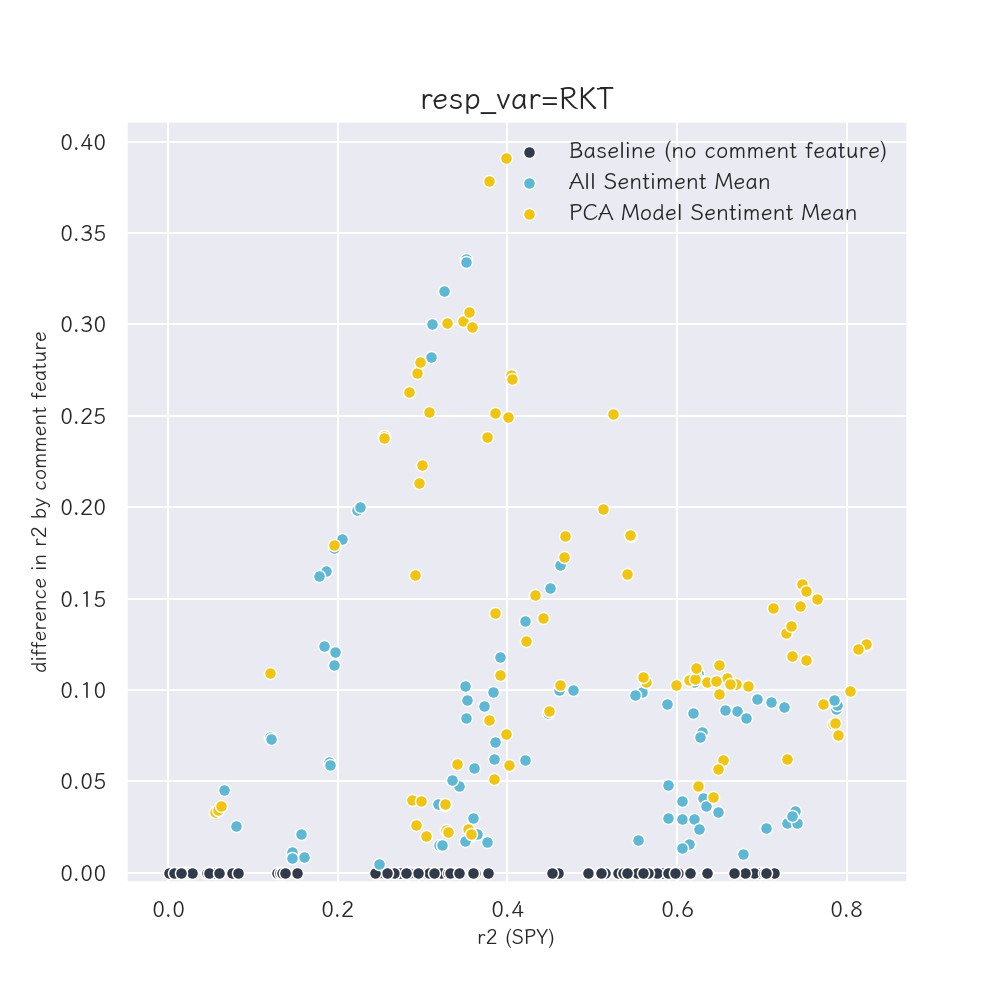 resp_var=RKT
Baseline (no comment feature)
All Sentiment Mean
PCA Model Sentiment Mean
0.40
0.35
0.30
0.25
0.20
0.15
0.10
0.05
0.00
difference in r2 by comment feature
0.0 0.2 0.4 0.6 0.8
r2 (SPY)